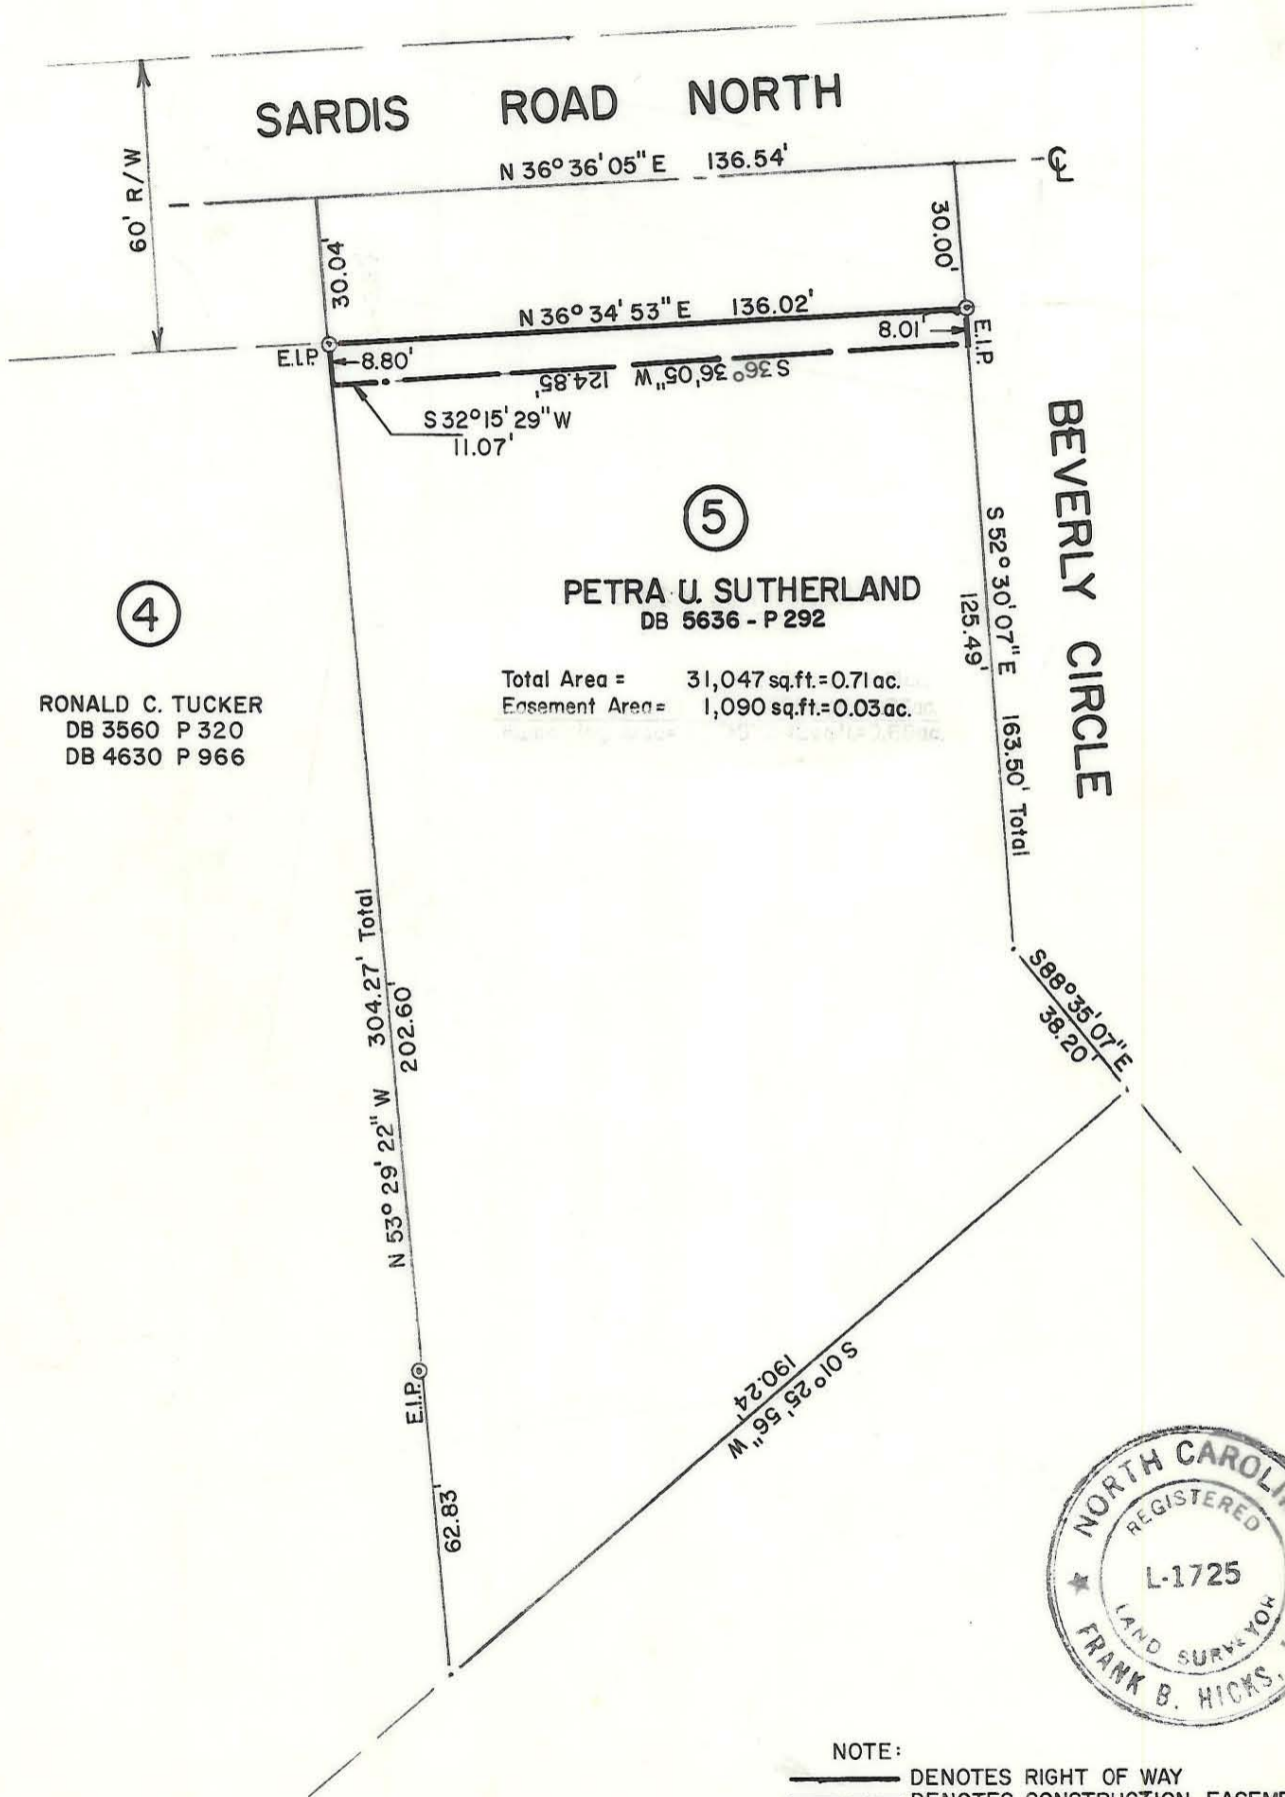 SARDIS ROAD NORTH
60' R/W
N 36° 36' 05" E 136.54'
℄
30.04'
30.00'
N 36° 34' 53" E 136.02'
E.I.P.
8.80'
8.01'
E.I.P.
S 36° 36' 05" W 124.85'
S 32° 15' 29" W
11.07'
BEVERLY CIRCLE
5
PETRA U. SUTHERLAND
DB 5636 - P 292
Total Area = 31,047 sq.ft.=0.71 ac.
Easement Area= 1,090 sq.ft.=0.03 ac.
4
RONALD C. TUCKER
DB 3560 P 320
DB 4630 P 966
S 52° 30' 07" E 163.50' Total
125.49'
S 88° 35' 07" E
38.20'
N 53° 29' 22" W 304.27' Total
202.60'
E.I.P.
62.83'
S 01° 25' 56" W
190.24'
NORTH CAROLI
REGISTERED
L-1725
LAND SURVEYOR
FRANK B. HICKS,
NOTE:
DENOTES RIGHT OF WAY
DENOTES CONSTRUCTION EASEM